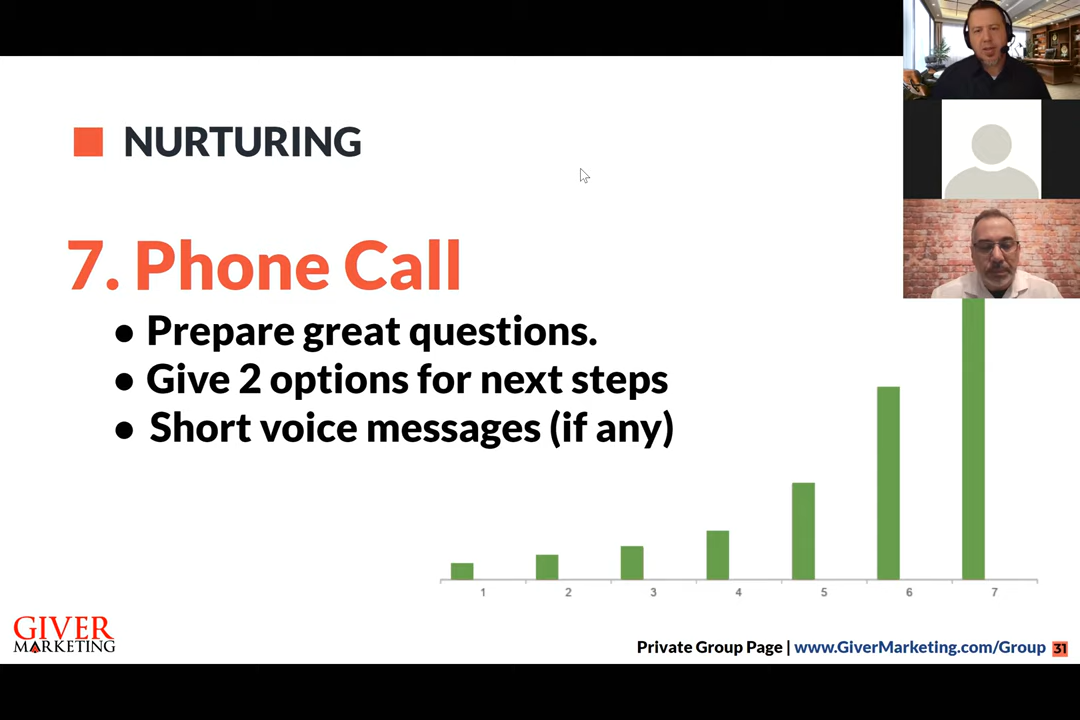 NURTURING
7. Phone Call
● Prepare great questions.
● Give 2 options for next steps
● Short voice messages (if any)
1 2 3 4 5 6 7
GIVER
MARKETING
Private Group Page | www.GiverMarketing.com/Group 31